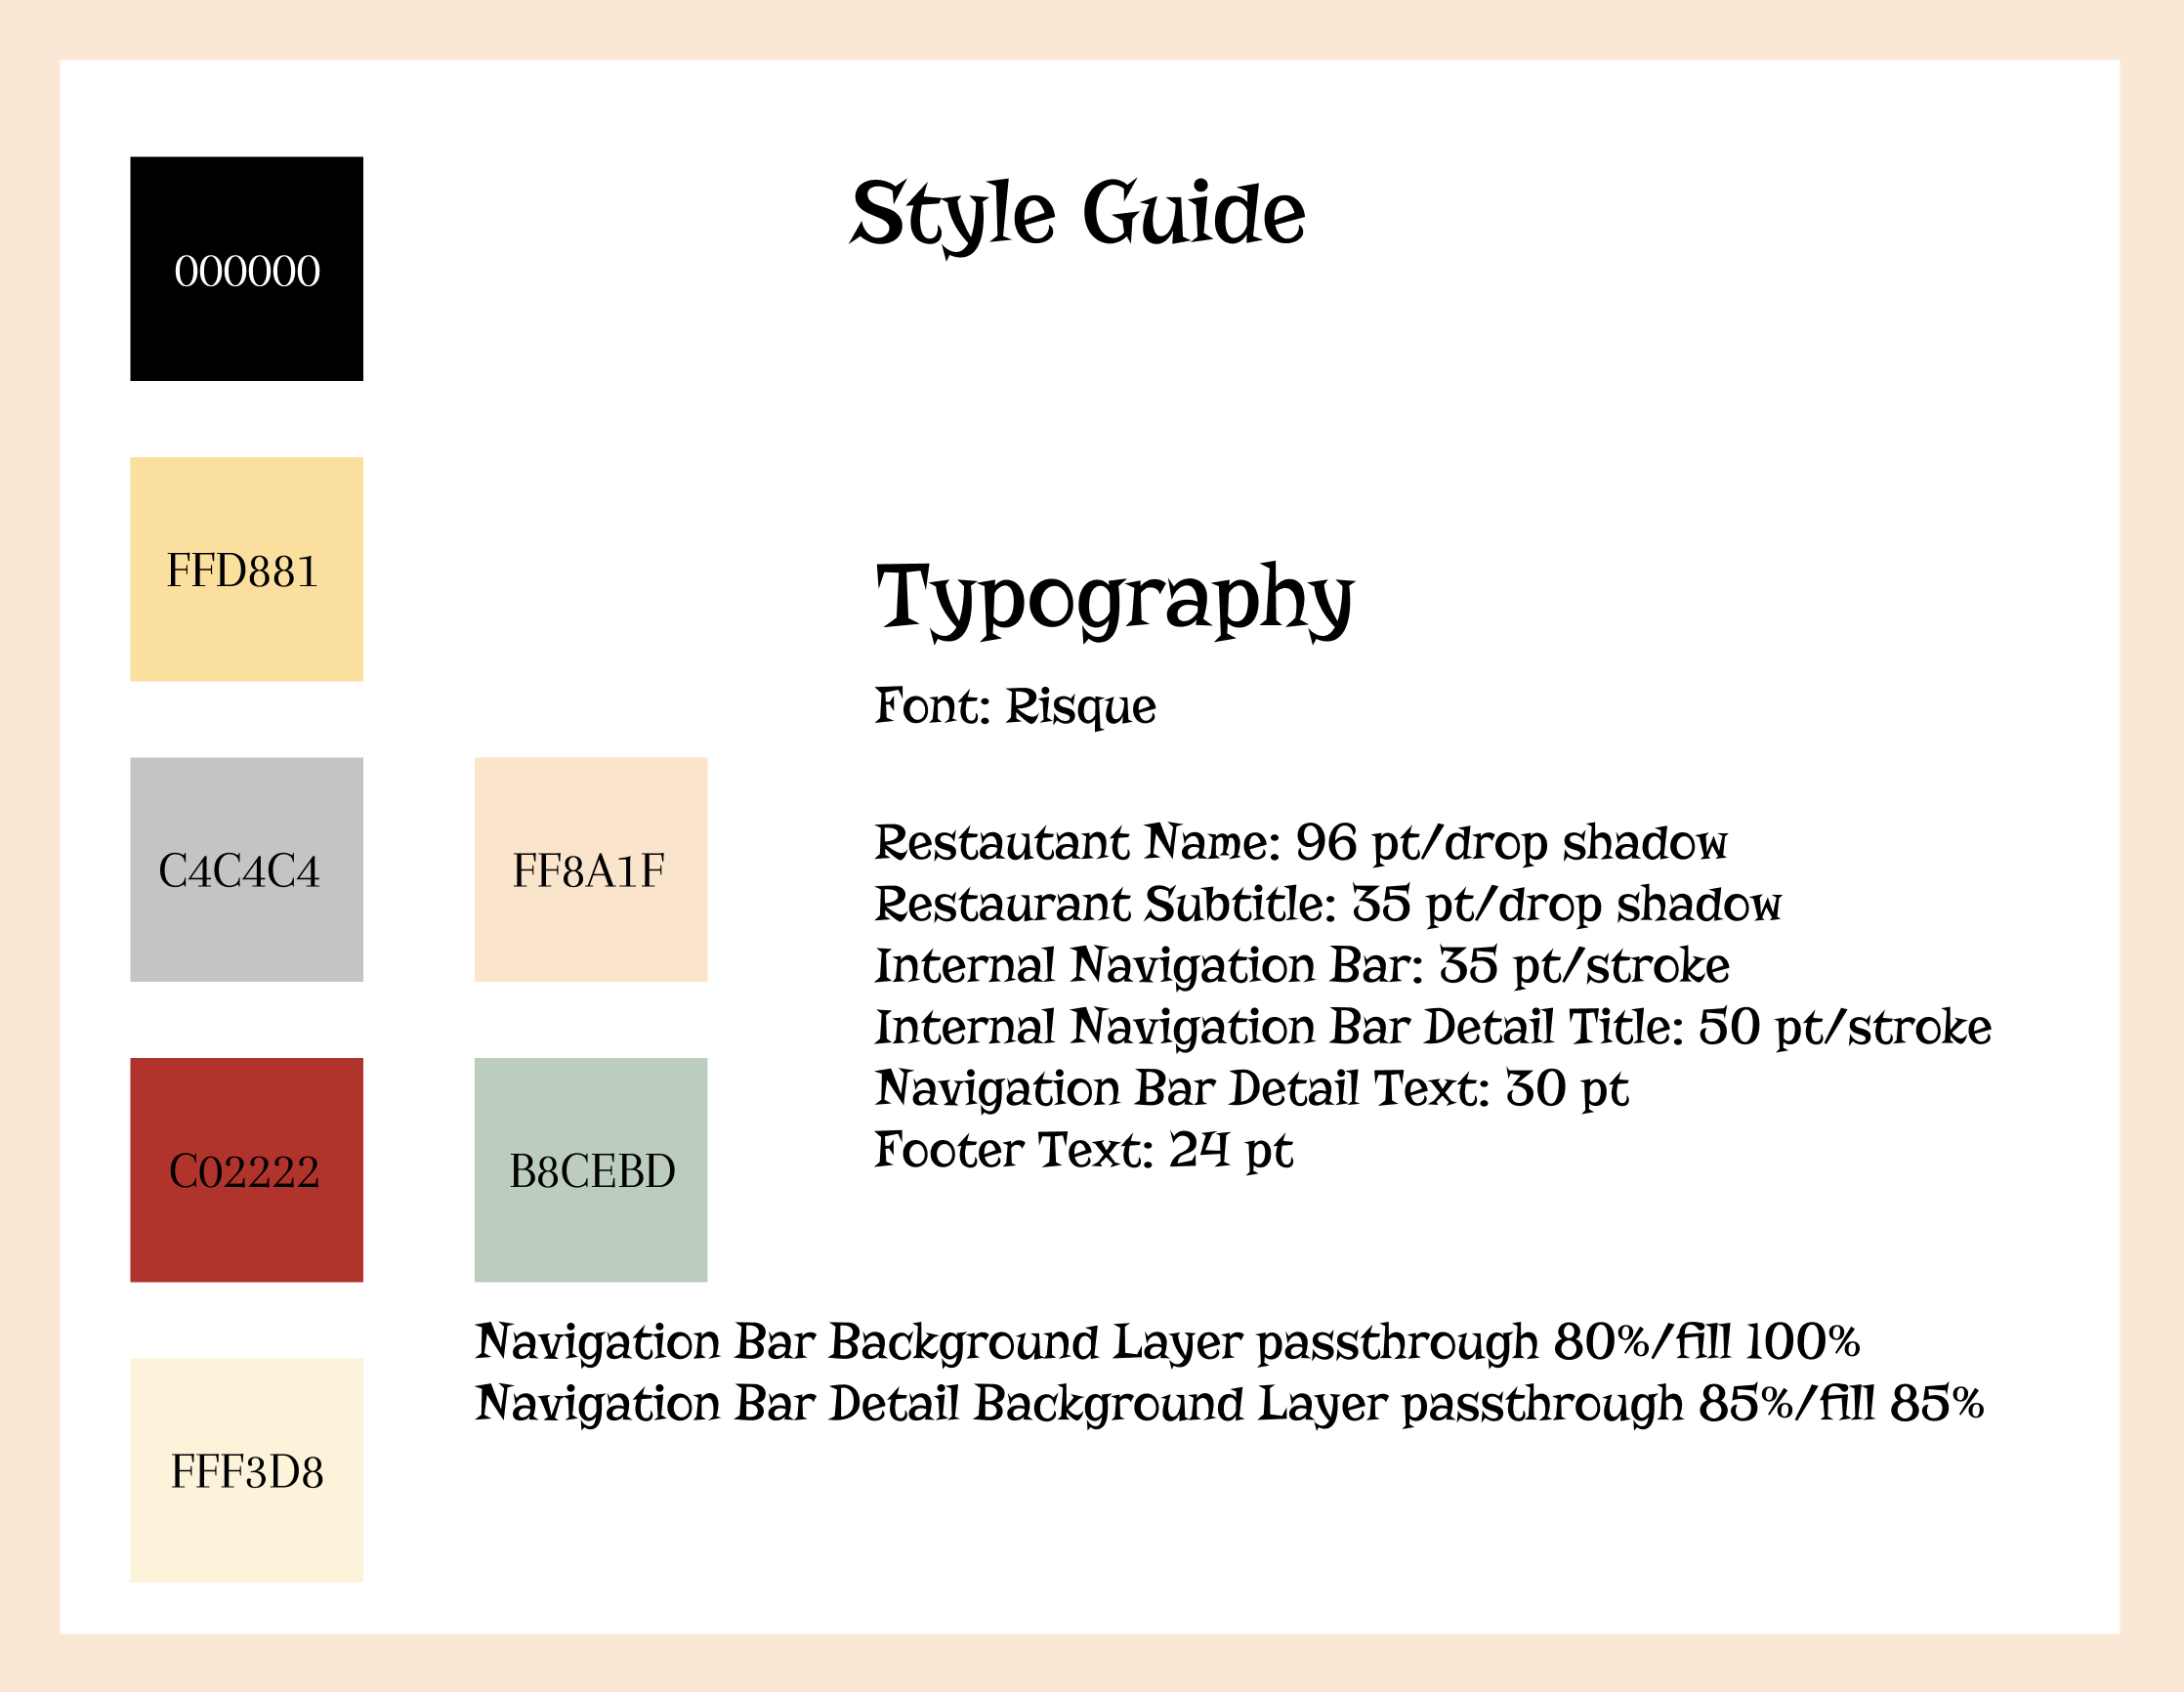 Style Guide
000000
FFD881
C4C4C4
FF8A1F
C02222
B8CEBD
FFF3D8
Typography
Font: Risque
Restautant Name: 96 pt/drop shadow
Restaurant Subtitle: 35 pt/drop shadow
Internal Navigation Bar: 35 pt/stroke
Internal Navigation Bar Detail Title: 50 pt/stroke
Navigation Bar Detail Text: 30 pt
Footer Text: 24 pt
Navigation Bar Background Layer passthrough 80%/fill 100%
Navigation Bar Detail Background Layer passthrough 85%/fill 85%